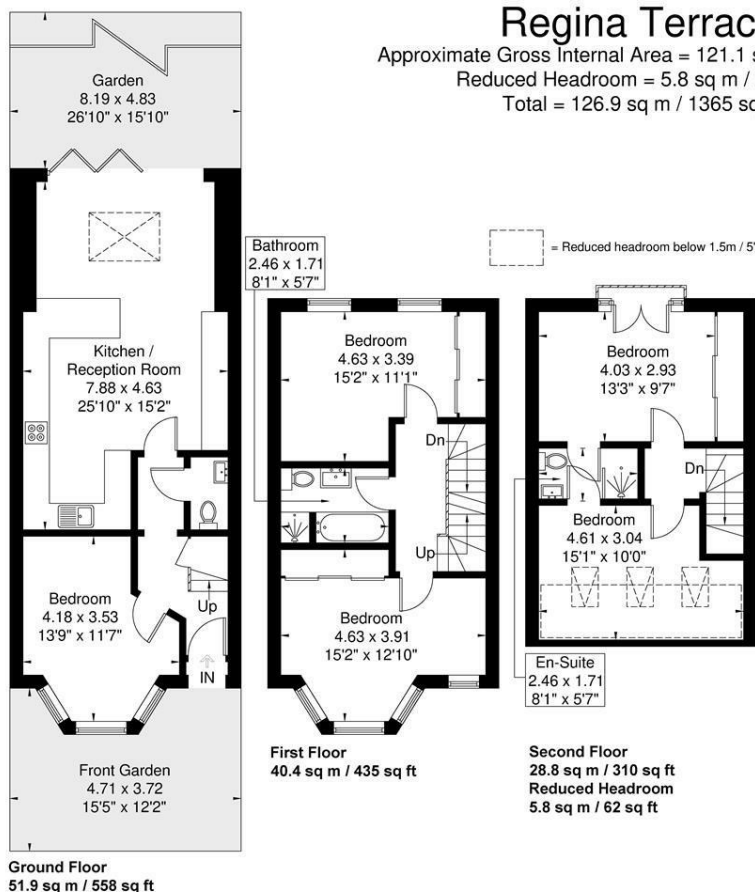 Regina Terrac
Approximate Gross Internal Area = 121.1 s
Reduced Headroom = 5.8 sq m /
Total = 126.9 sq m / 1365 sq
= Reduced headroom below 1.5m / 5'
Garden
8.19 x 4.83
26'10" x 15'10"
Kitchen /
Reception Room
7.88 x 4.63
25'10" x 15'2"
Bedroom
4.18 x 3.53
13'9" x 11'7"
Up
IN
Front Garden
4.71 x 3.72
15'5" x 12'2"
Ground Floor
51.9 sq m / 558 sq ft
Bathroom
2.46 x 1.71
8'1" x 5'7"
Bedroom
4.63 x 3.39
15'2" x 11'1"
Dn
Up
Bedroom
4.63 x 3.91
15'2" x 12'10"
First Floor
40.4 sq m / 435 sq ft
Bedroom
4.03 x 2.93
13'3" x 9'7"
Dn
Bedroom
4.61 x 3.04
15'1" x 10'0"
En-Suite
2.46 x 1.71
8'1" x 5'7"
Second Floor
28.8 sq m / 310 sq ft
Reduced Headroom
5.8 sq m / 62 sq ft